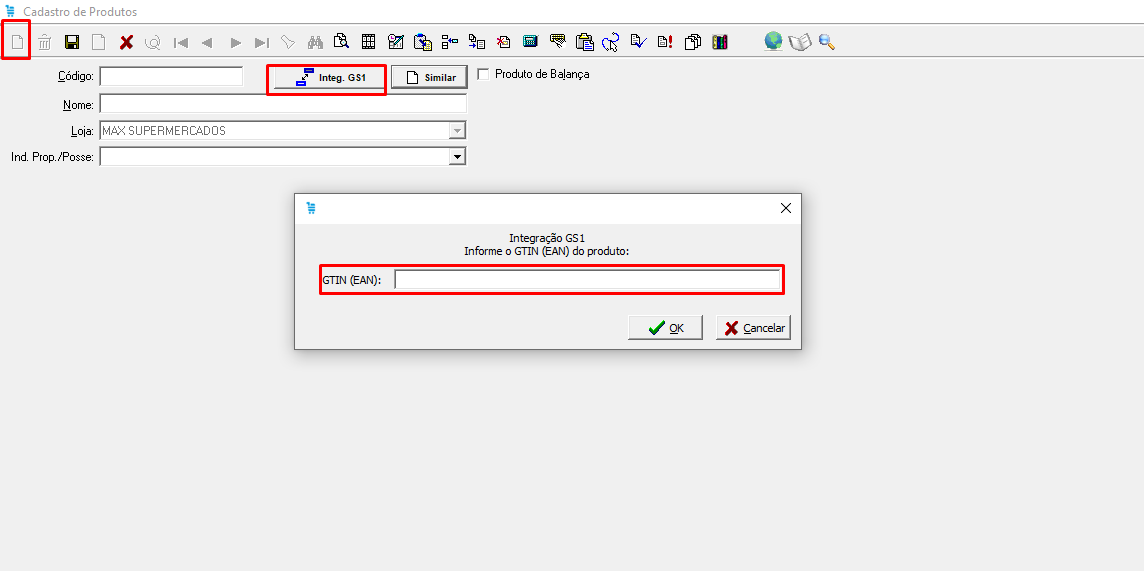 Cadastro de Produtos
Código: Integ. GS1 Similar Produto de Balança
Nome:
Loja: MAX SUPERMERCADOS
Ind. Prop./Posse:
Integração GS1
Informe o GTIN (EAN) do produto:
GTIN (EAN):
OK Cancelar